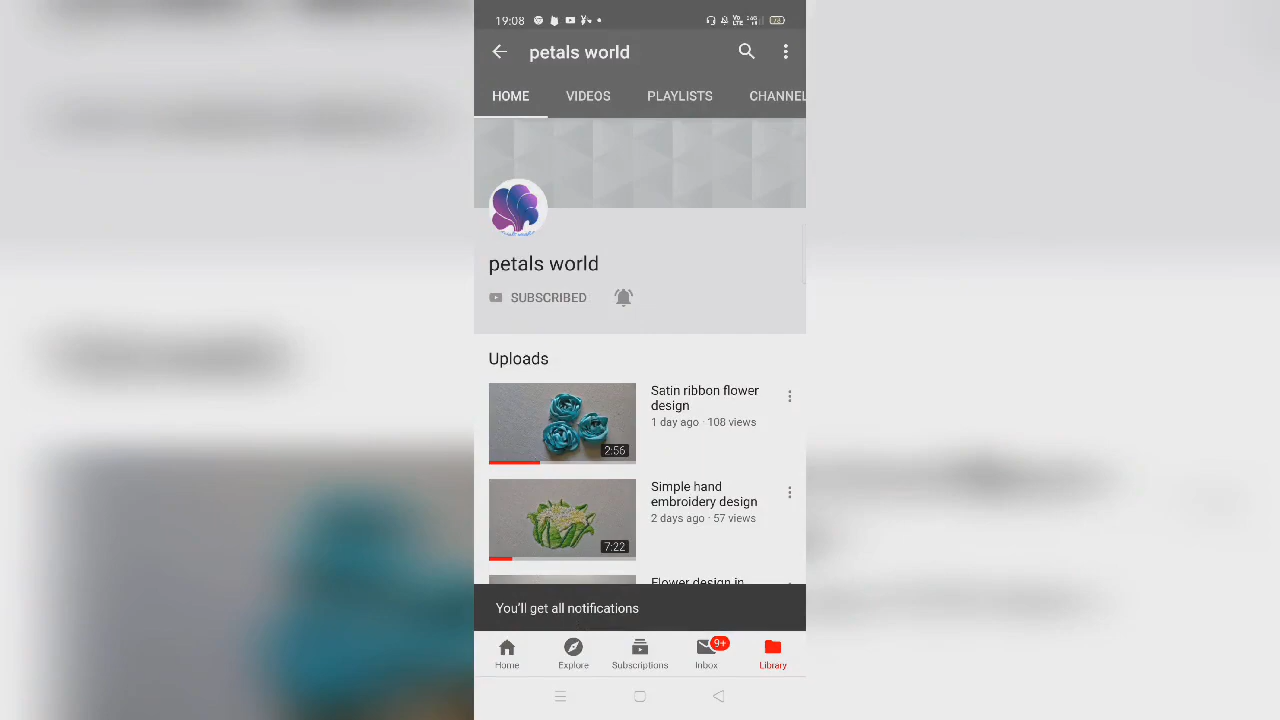 19:08
petals world
HOME VIDEOS PLAYLISTS CHANNEL
petals world
SUBSCRIBED
Uploads
Satin ribbon flower
design
1 day ago · 108 views
2:56
Simple hand
embroidery design
2 days ago · 57 views
7:22
Flower design in
You'll get all notifications
9+
Home Explore Subscriptions Inbox Library